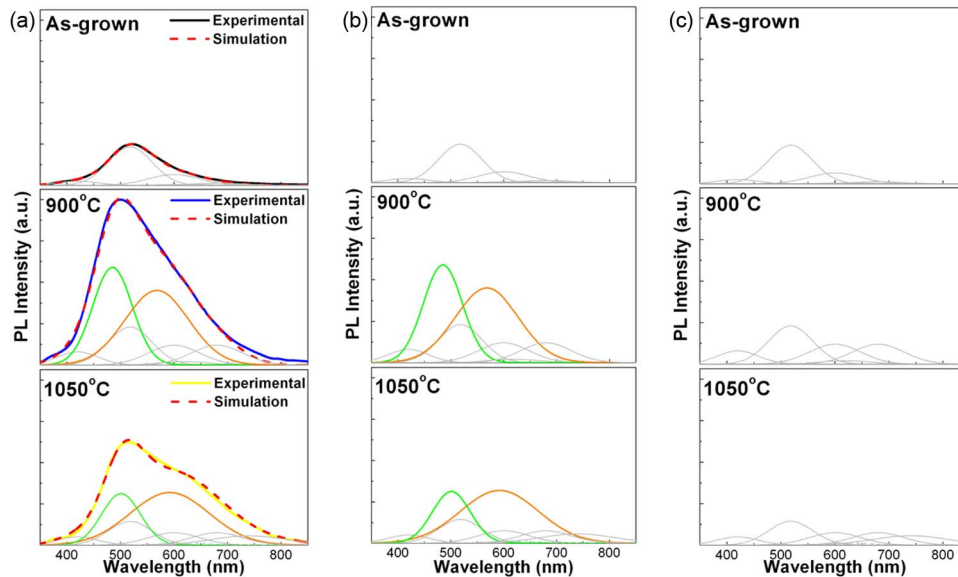 (a)
As-grown
Experimental
Simulation
900°C
Experimental
Simulation
1050°C
Experimental
Simulation
PL Intensity (a.u.)
400 500 600 700 800
Wavelength (nm)
(b)
As-grown
900°C
1050°C
PL Intensity (a.u.)
400 500 600 700 800
Wavelength (nm)
(c)
As-grown
900°C
1050°C
PL Intensity (a.u.)
400 500 600 700 800
Wavelength (nm)